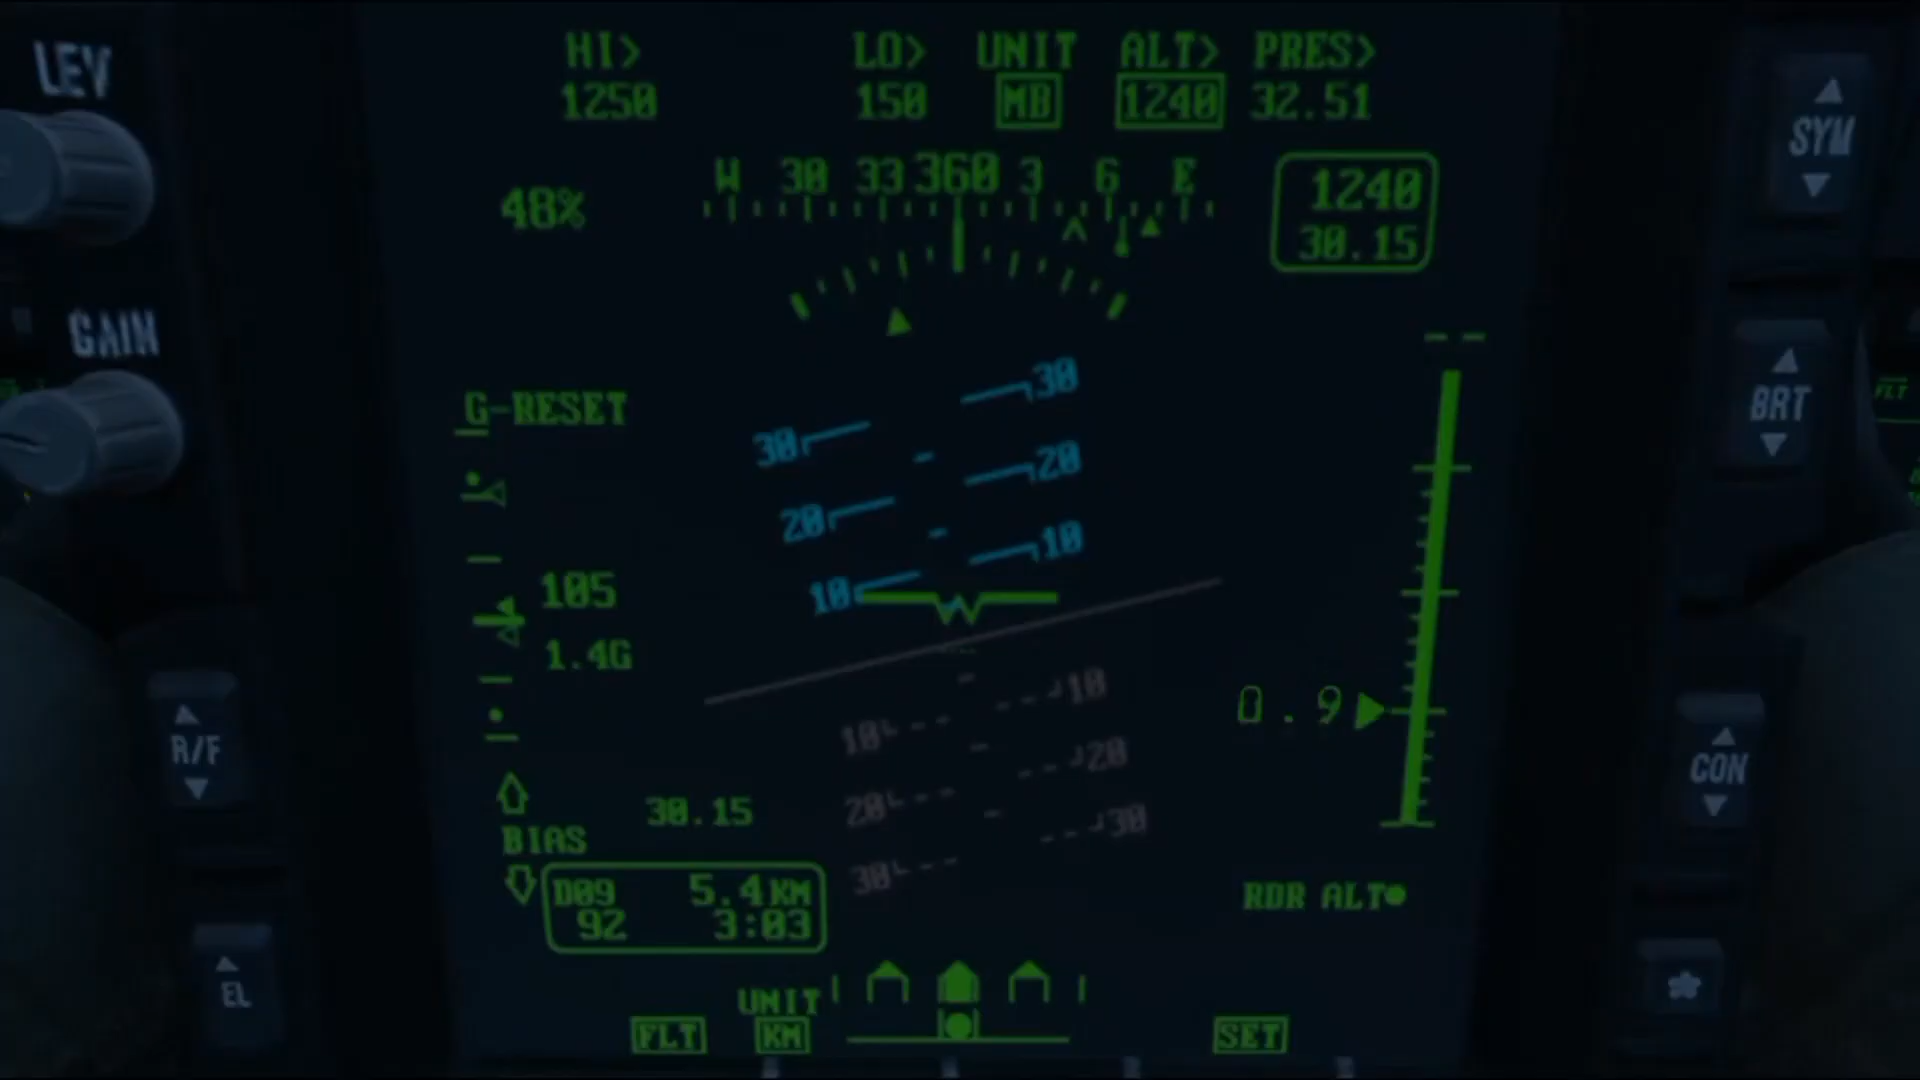 LEV
HI> LO> UNIT ALT> PRES>
1250 150 MB 1240 32.51
SYM
W 30 33 360 3 6 E
48%
1240
30.15
GAIN
30
BRT
FLT
G-RESET
30
20
20
10
105
10
1.4G
10
0.9
10
R/F
20
CON
20
30.15
30
BIAS
30
D09 5.4KM
92 3:03
RDR ALT
EL
UNIT
FLT KM SET